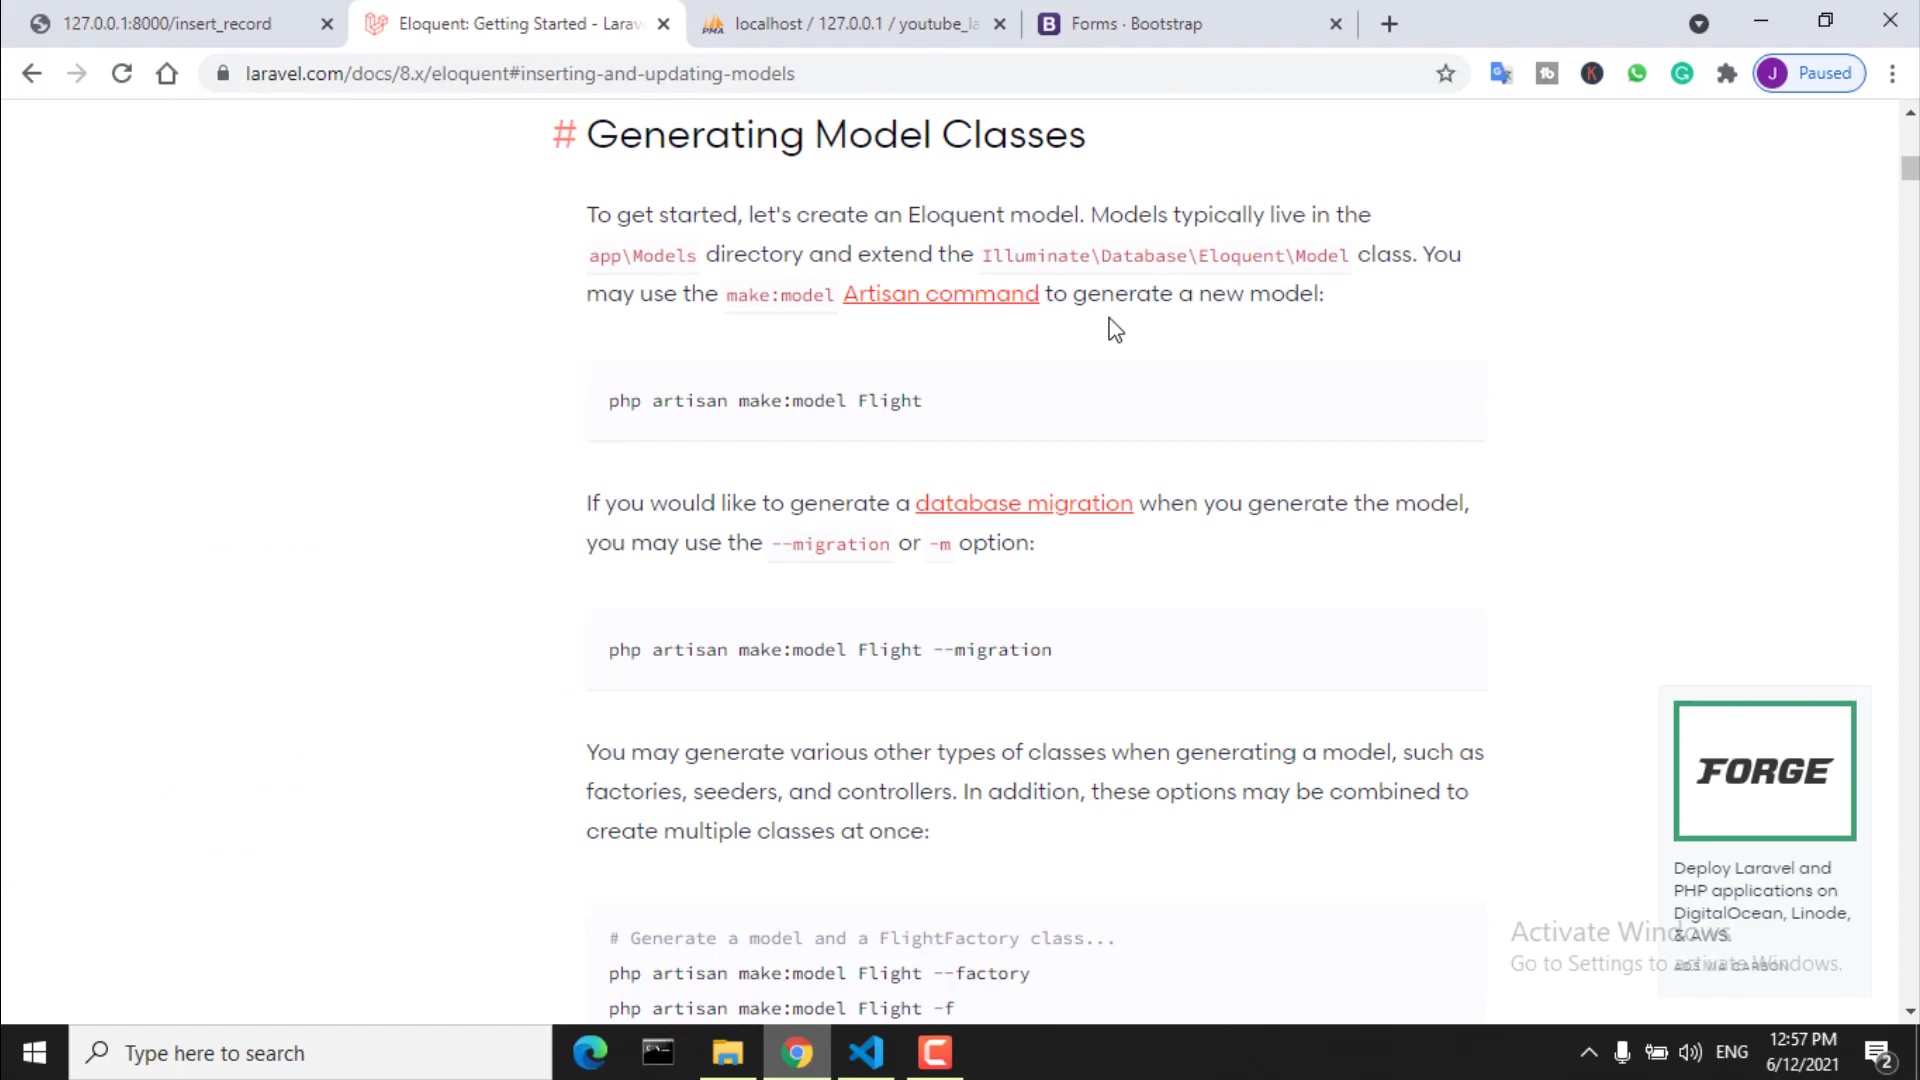 127.0.0.1:8000/insert_record
Eloquent: Getting Started - Larav
localhost / 127.0.0.1 / youtube_la
Forms · Bootstrap
laravel.com/docs/8.x/eloquent#inserting-and-updating-models
J Paused
# Generating Model Classes
To get started, let's create an Eloquent model. Models typically live in the
app\Models directory and extend the Illuminate\Database\Eloquent\Model class. You
may use the make:model Artisan command to generate a new model:
php artisan make:model Flight
If you would like to generate a database migration when you generate the model,
you may use the --migration or -m option:
php artisan make:model Flight --migration
You may generate various other types of classes when generating a model, such as
factories, seeders, and controllers. In addition, these options may be combined to
create multiple classes at once:
# Generate a model and a FlightFactory class...
php artisan make:model Flight --factory
php artisan make:model Flight -f
FORGE
Deploy Laravel and
PHP applications on
DigitalOcean, Linode,
& AWS.
ADS VIA CARBON
Activate Windows
Go to Settings to activate Windows.
Type here to search
ENG
12:57 PM
6/12/2021
2